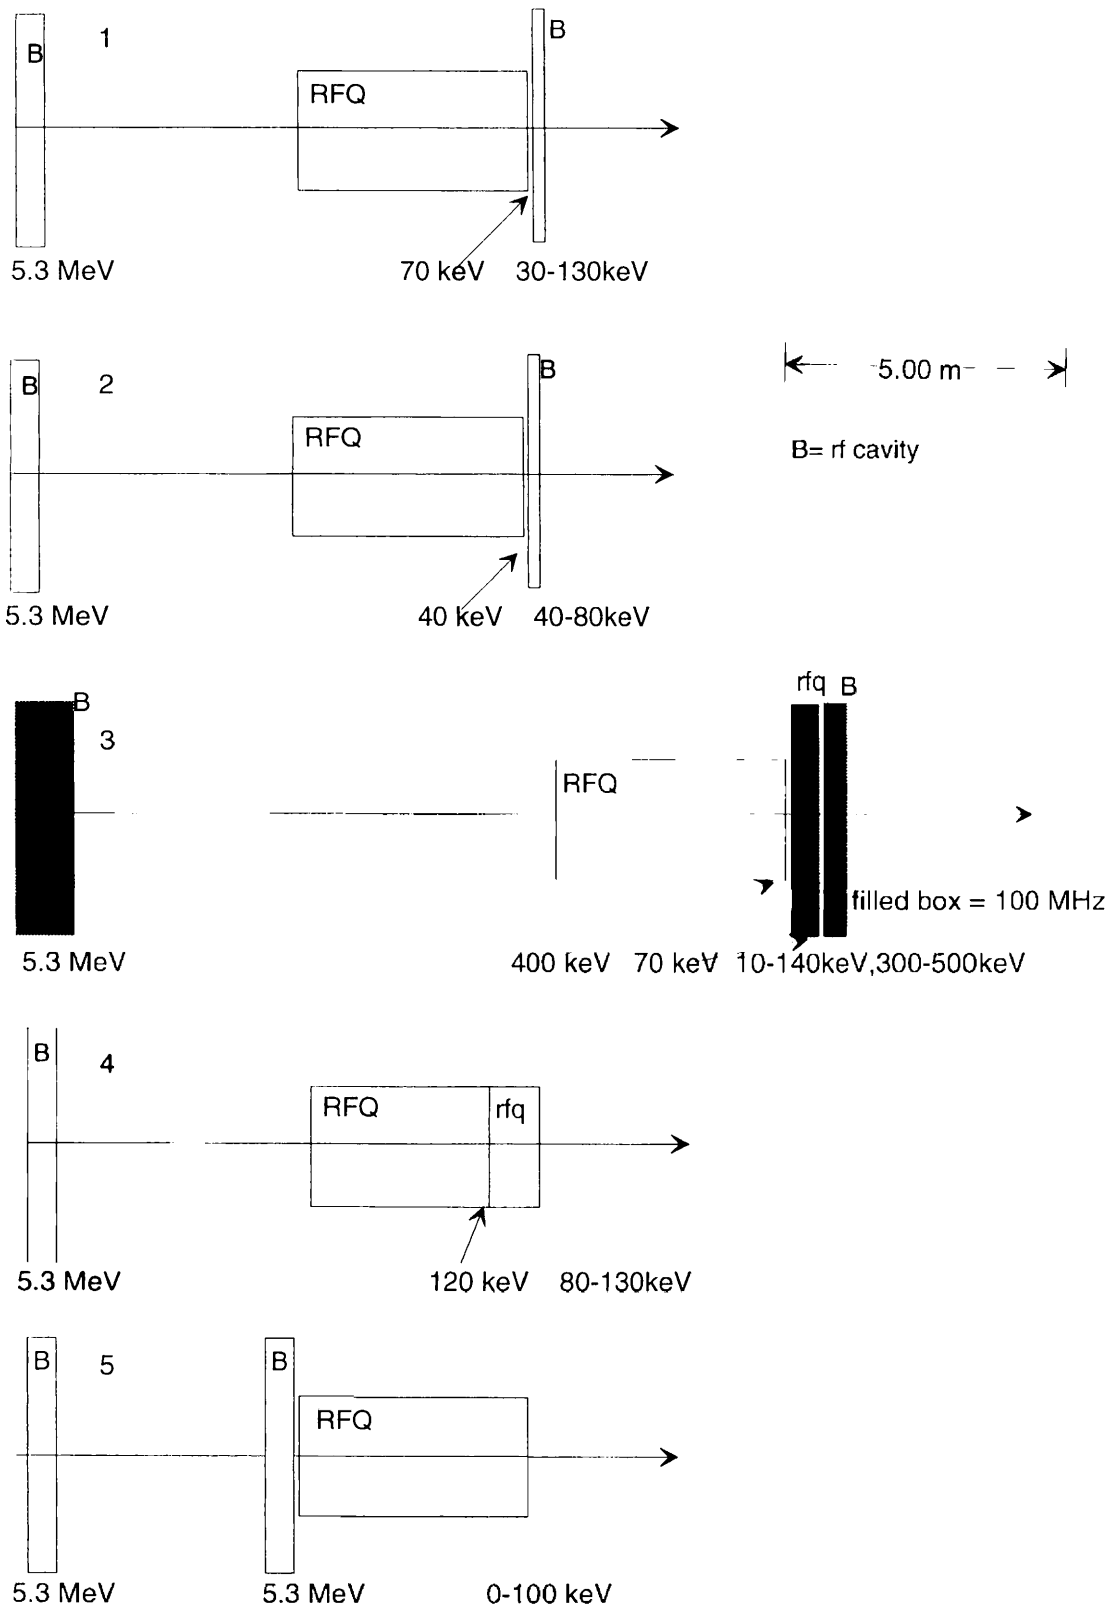 B 1 B
RFQ
5.3 MeV 70 keV 30-130keV
B 2 B
5.00 m
RFQ
B= rf cavity
5.3 MeV 40 keV 40-80keV
rfq B
B
3
RFQ
filled box = 100 MHz
5.3 MeV 400 keV 70 keV 10-140keV,300-500keV
B 4
RFQ rfq
5.3 MeV 120 keV 80-130keV
B 5 B
RFQ
5.3 MeV 5.3 MeV 0-100 keV